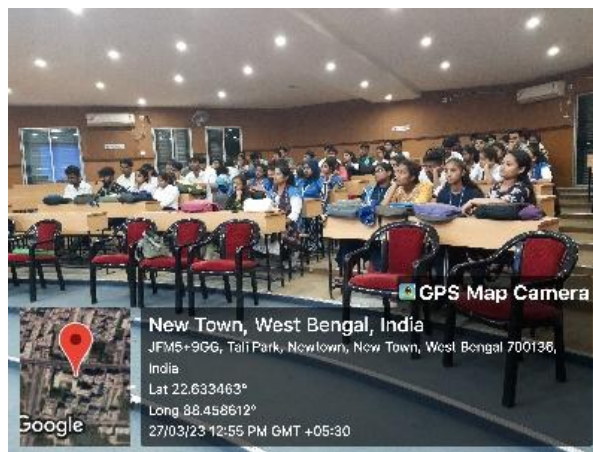 GPS Map Camera
New Town, West Bengal, India
JFM5+9GG, Tali Park, Newtown, New Town, West Bengal 700136,
India
Lat 22.633463°
Long 88.458612°
27/03/23 12:55 PM GMT +05:30
Google